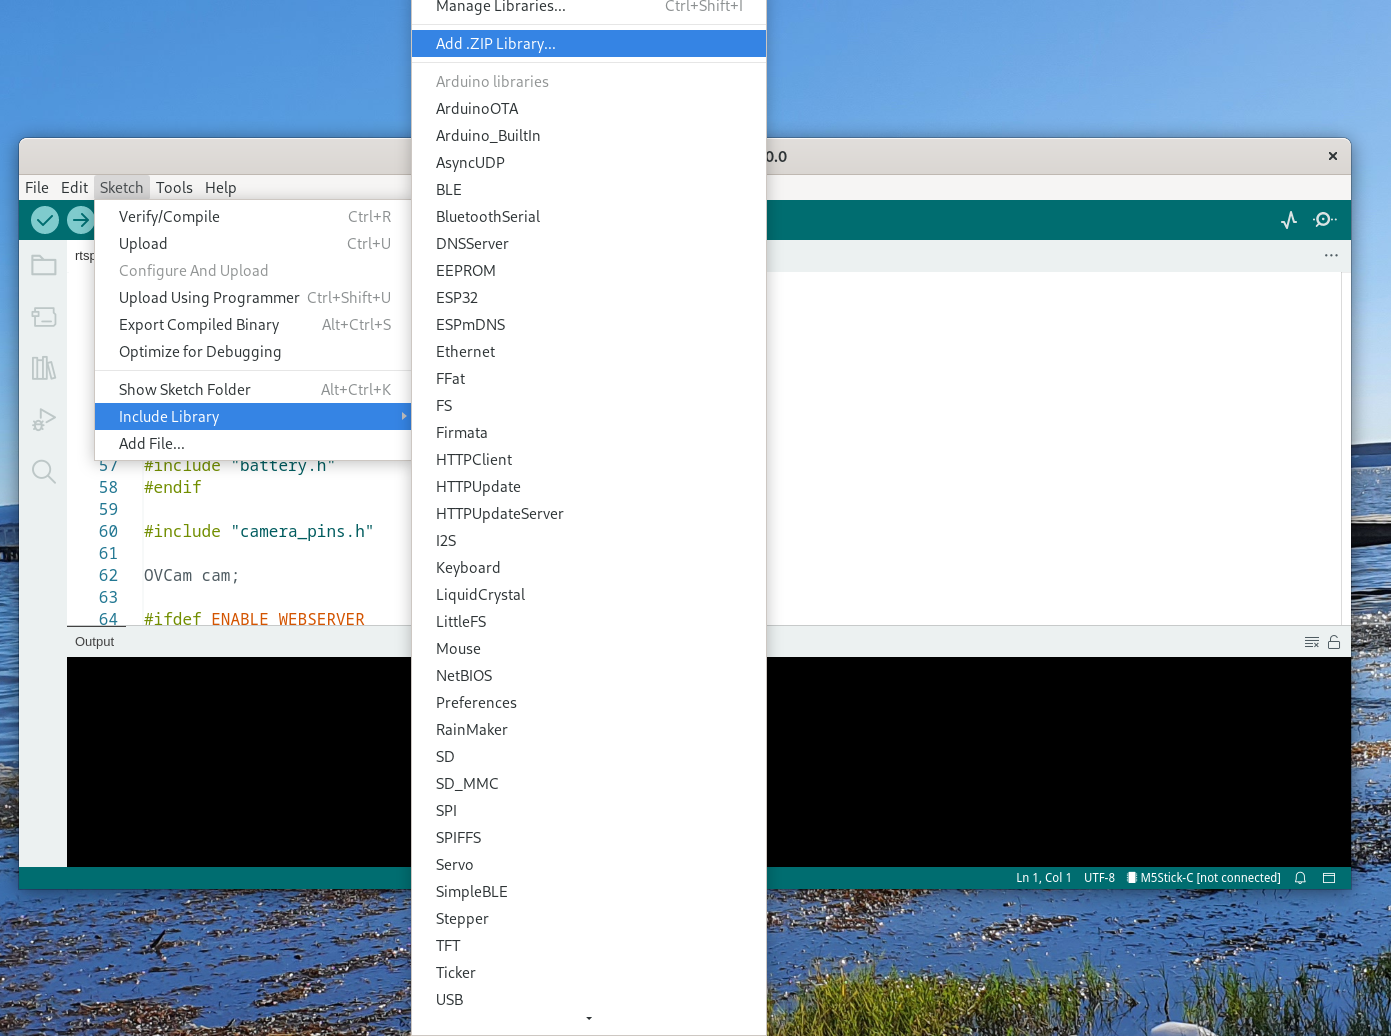 Manage Libraries... Ctrl+Shift+I
Add .ZIP Library...
Arduino libraries
ArduinoOTA
Arduino_BuiltIn
AsyncUDP
BLE
BluetoothSerial
DNSServer
EEPROM
ESP32
ESPmDNS
Ethernet
FFat
FS
Firmata
HTTPClient
HTTPUpdate
HTTPUpdateServer
I2S
Keyboard
LiquidCrystal
LittleFS
Mouse
NetBIOS
Preferences
RainMaker
SD
SD_MMC
SPI
SPIFFS
Servo
SimpleBLE
Stepper
TFT
Ticker
USB
0.0
File Edit Sketch Tools Help
Verify/Compile Ctrl+R
Upload Ctrl+U
Configure And Upload
Upload Using Programmer Ctrl+Shift+U
Export Compiled Binary Alt+Ctrl+S
Optimize for Debugging
Show Sketch Folder Alt+Ctrl+K
Include Library
Add File...
rtsp
57 #include "battery.h"
58 #endif
59
60 #include "camera_pins.h"
61
62 OVCam cam;
63
64 #ifdef ENABLE_WEBSERVER
Output
Ln 1, Col 1 UTF-8 M5Stick-C [not connected]